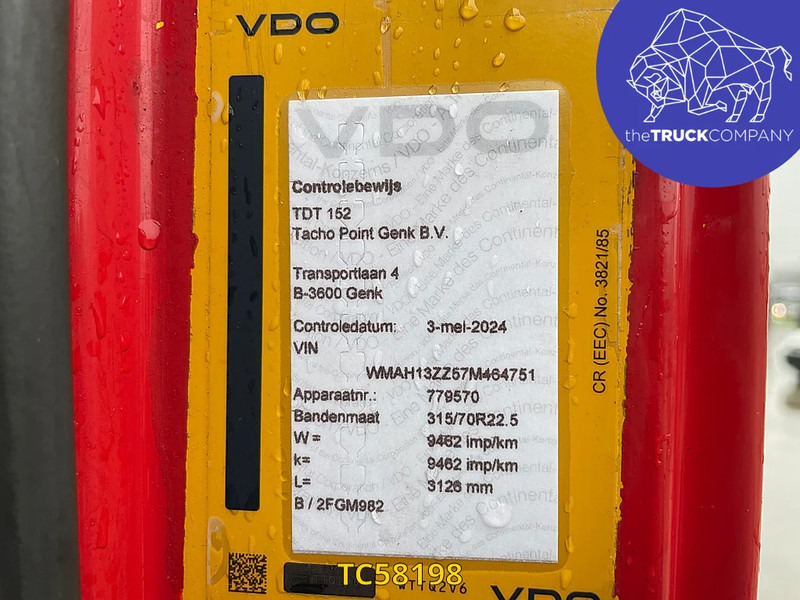 VDO
theTRUCKCOMPANY
VDO
Controlebewijs
TDT 152
Tacho Point Genk B.V.
Transportlaan 4
B-3600 Genk
Controledatum: 3-mei-2024
VIN
WMAH13ZZ57M464751
Apparaatnr.: 779570
Bandenmaat 315/70R22.5
W= 9462 imp/km
k= 9462 imp/km
L= 3126 mm
B / 2FGM982
CR (EEC) No. 3821/85
TC58198
VDO